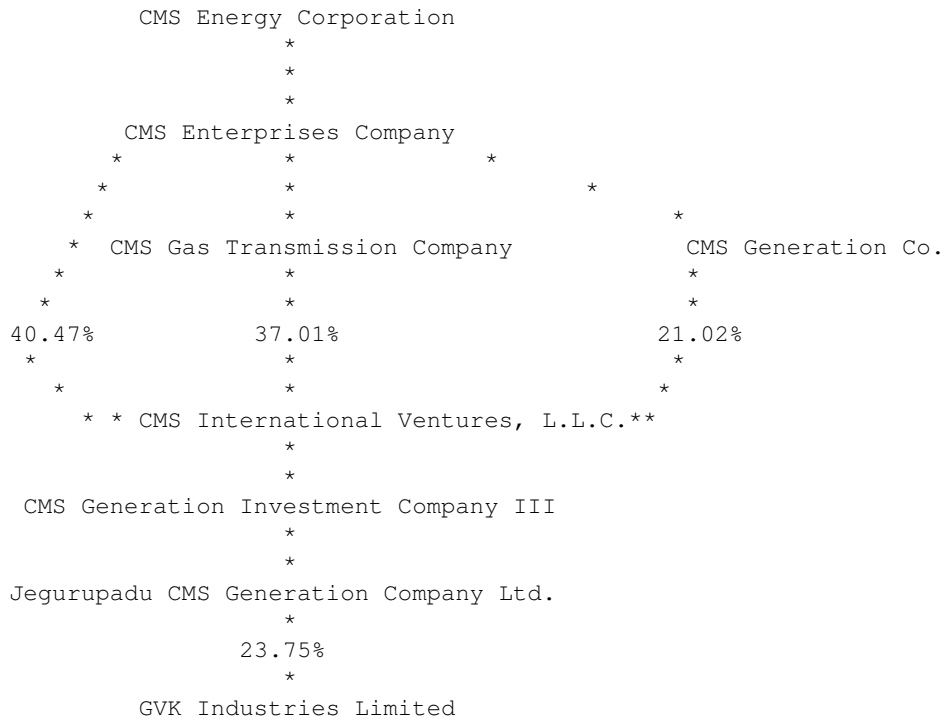 CMS Energy Corporation
*
*
*
CMS Enterprises Company
* * *
* * *
* * *
* CMS Gas Transmission Company CMS Generation Co.
* * *
* * *
40.47% 37.01% 21.02%
* * *
* * *
* * CMS International Ventures, L.L.C.**
*
*
CMS Generation Investment Company III
*
*
Jegurupadu CMS Generation Company Ltd.
*
23.75%
*
GVK Industries Limited